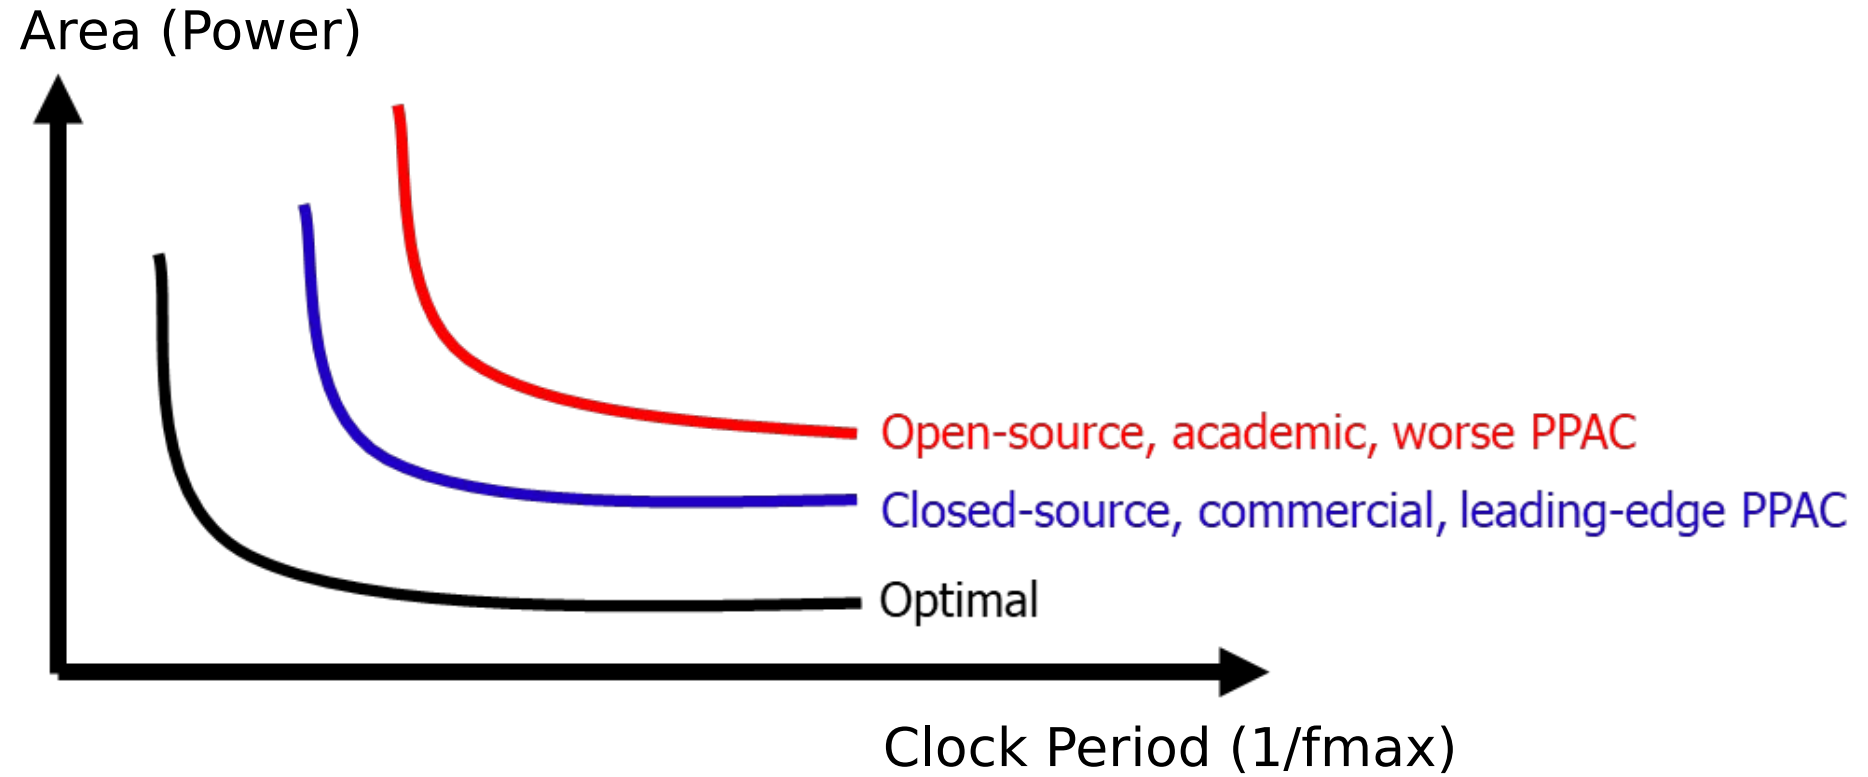 Area (Power)
Open-source, academic, worse PPAC
Closed-source, commercial, leading-edge PPAC
Optimal
Clock Period (1/fmax)